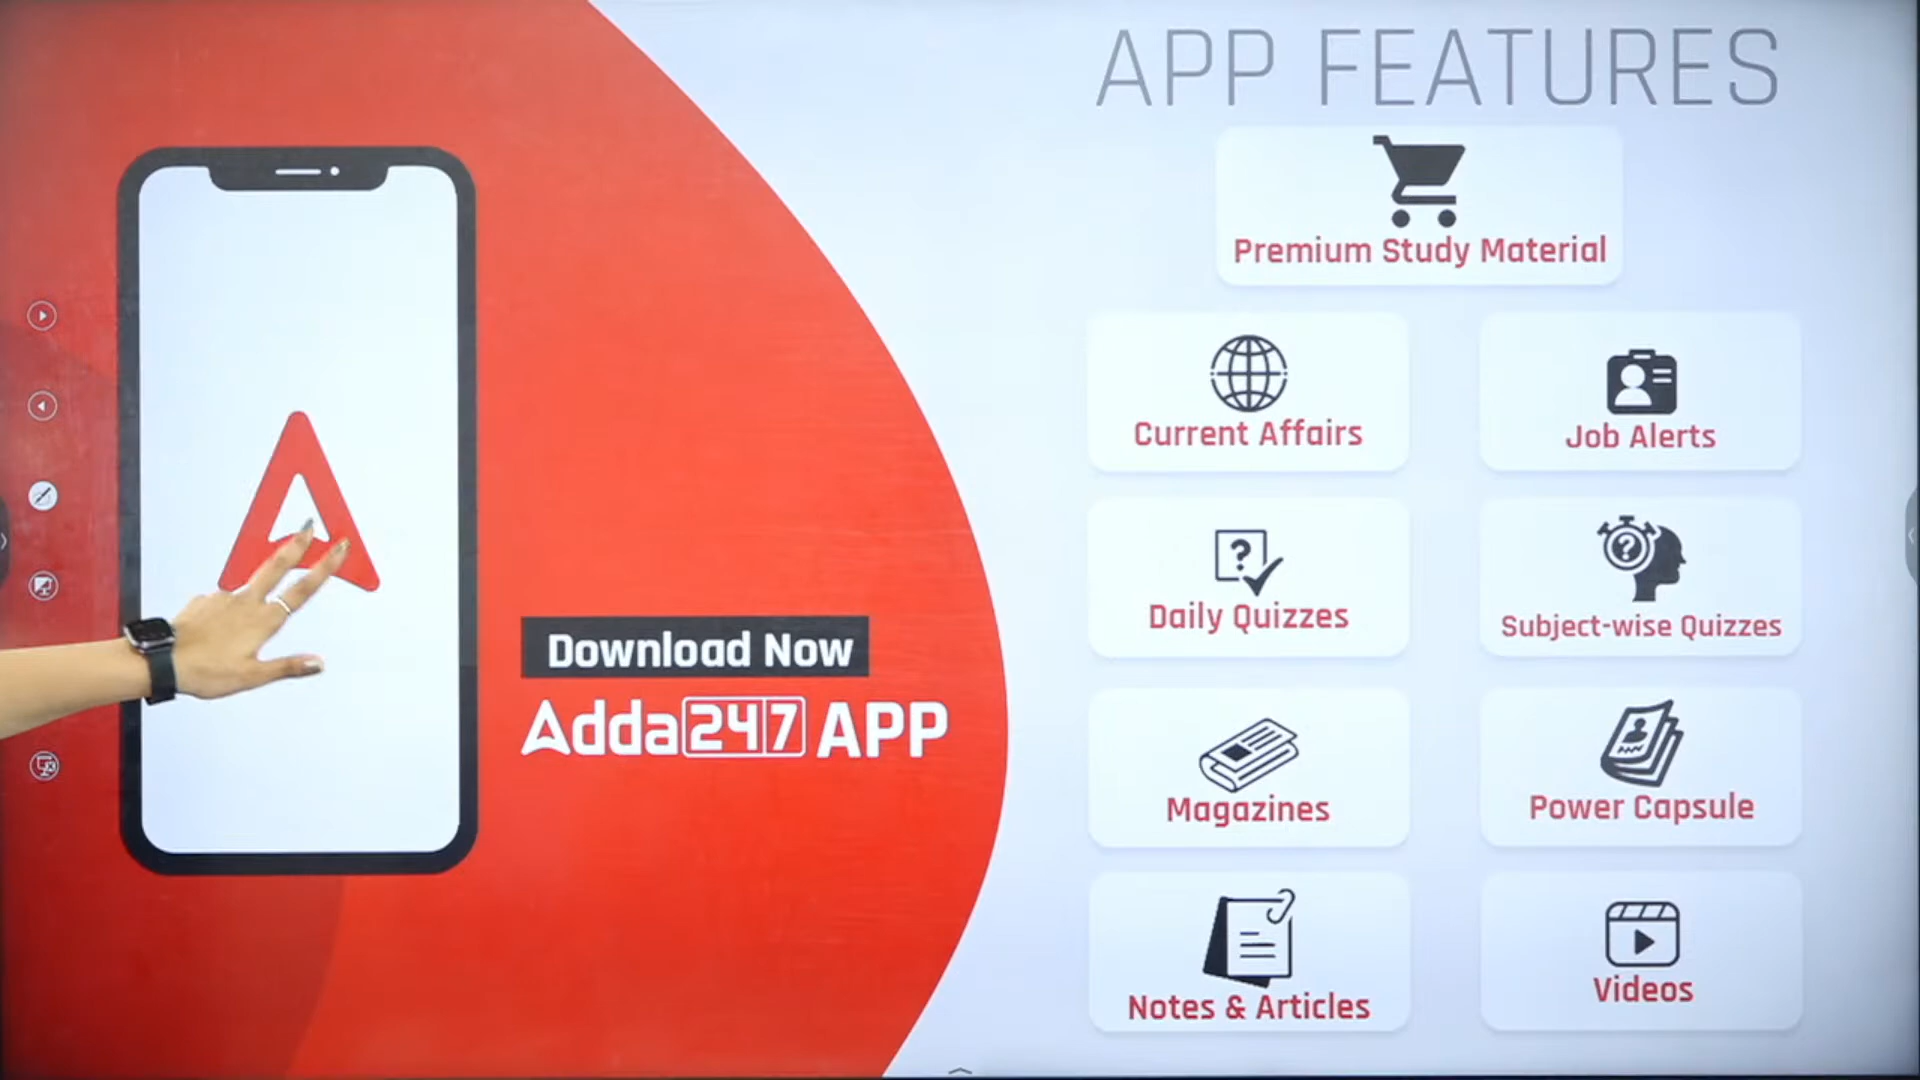 APP FEATURES
Premium Study Material
Current Affairs
Job Alerts
Daily Quizzes
Subject-wise Quizzes
Magazines
Power Capsule
Notes & Articles
Videos
Download Now
Adda247 APP